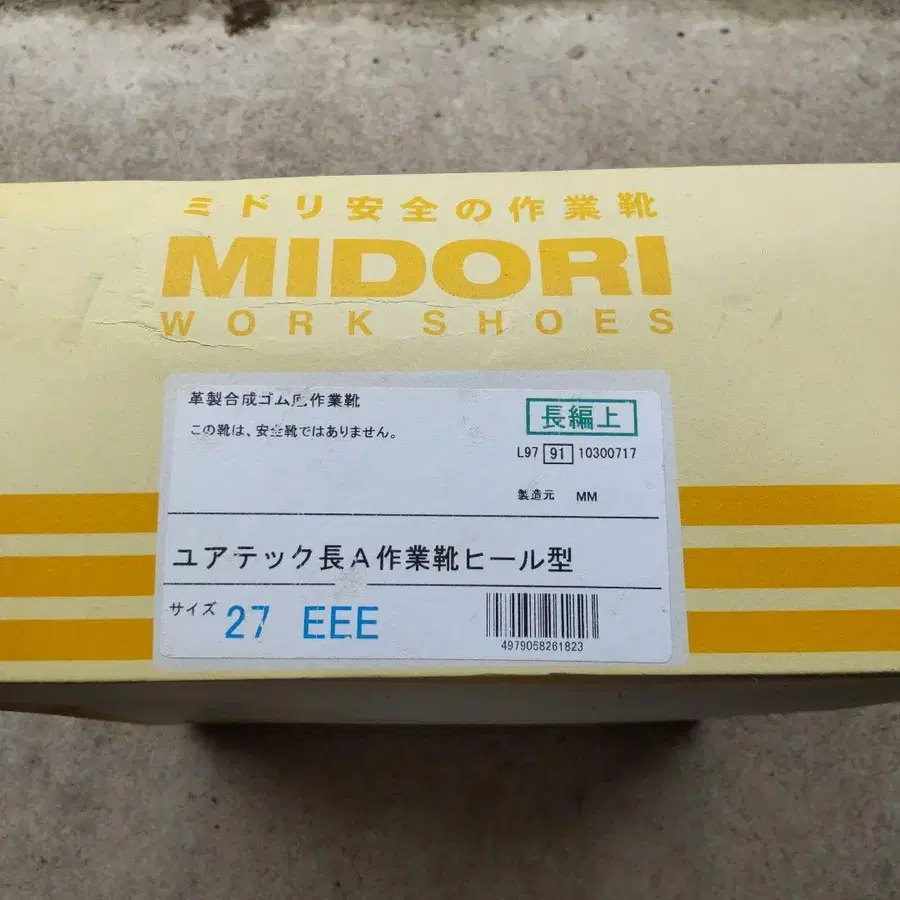 ミドリ安全の作業靴
MIDORI
WORK SHOES
革製合成ゴム底作業靴
長編上
この靴は、安全靴ではありません。
L97 91 10300717
製造元 MM
ユアテック長A作業靴ヒール型
サイズ 27 EEE
4979058261823